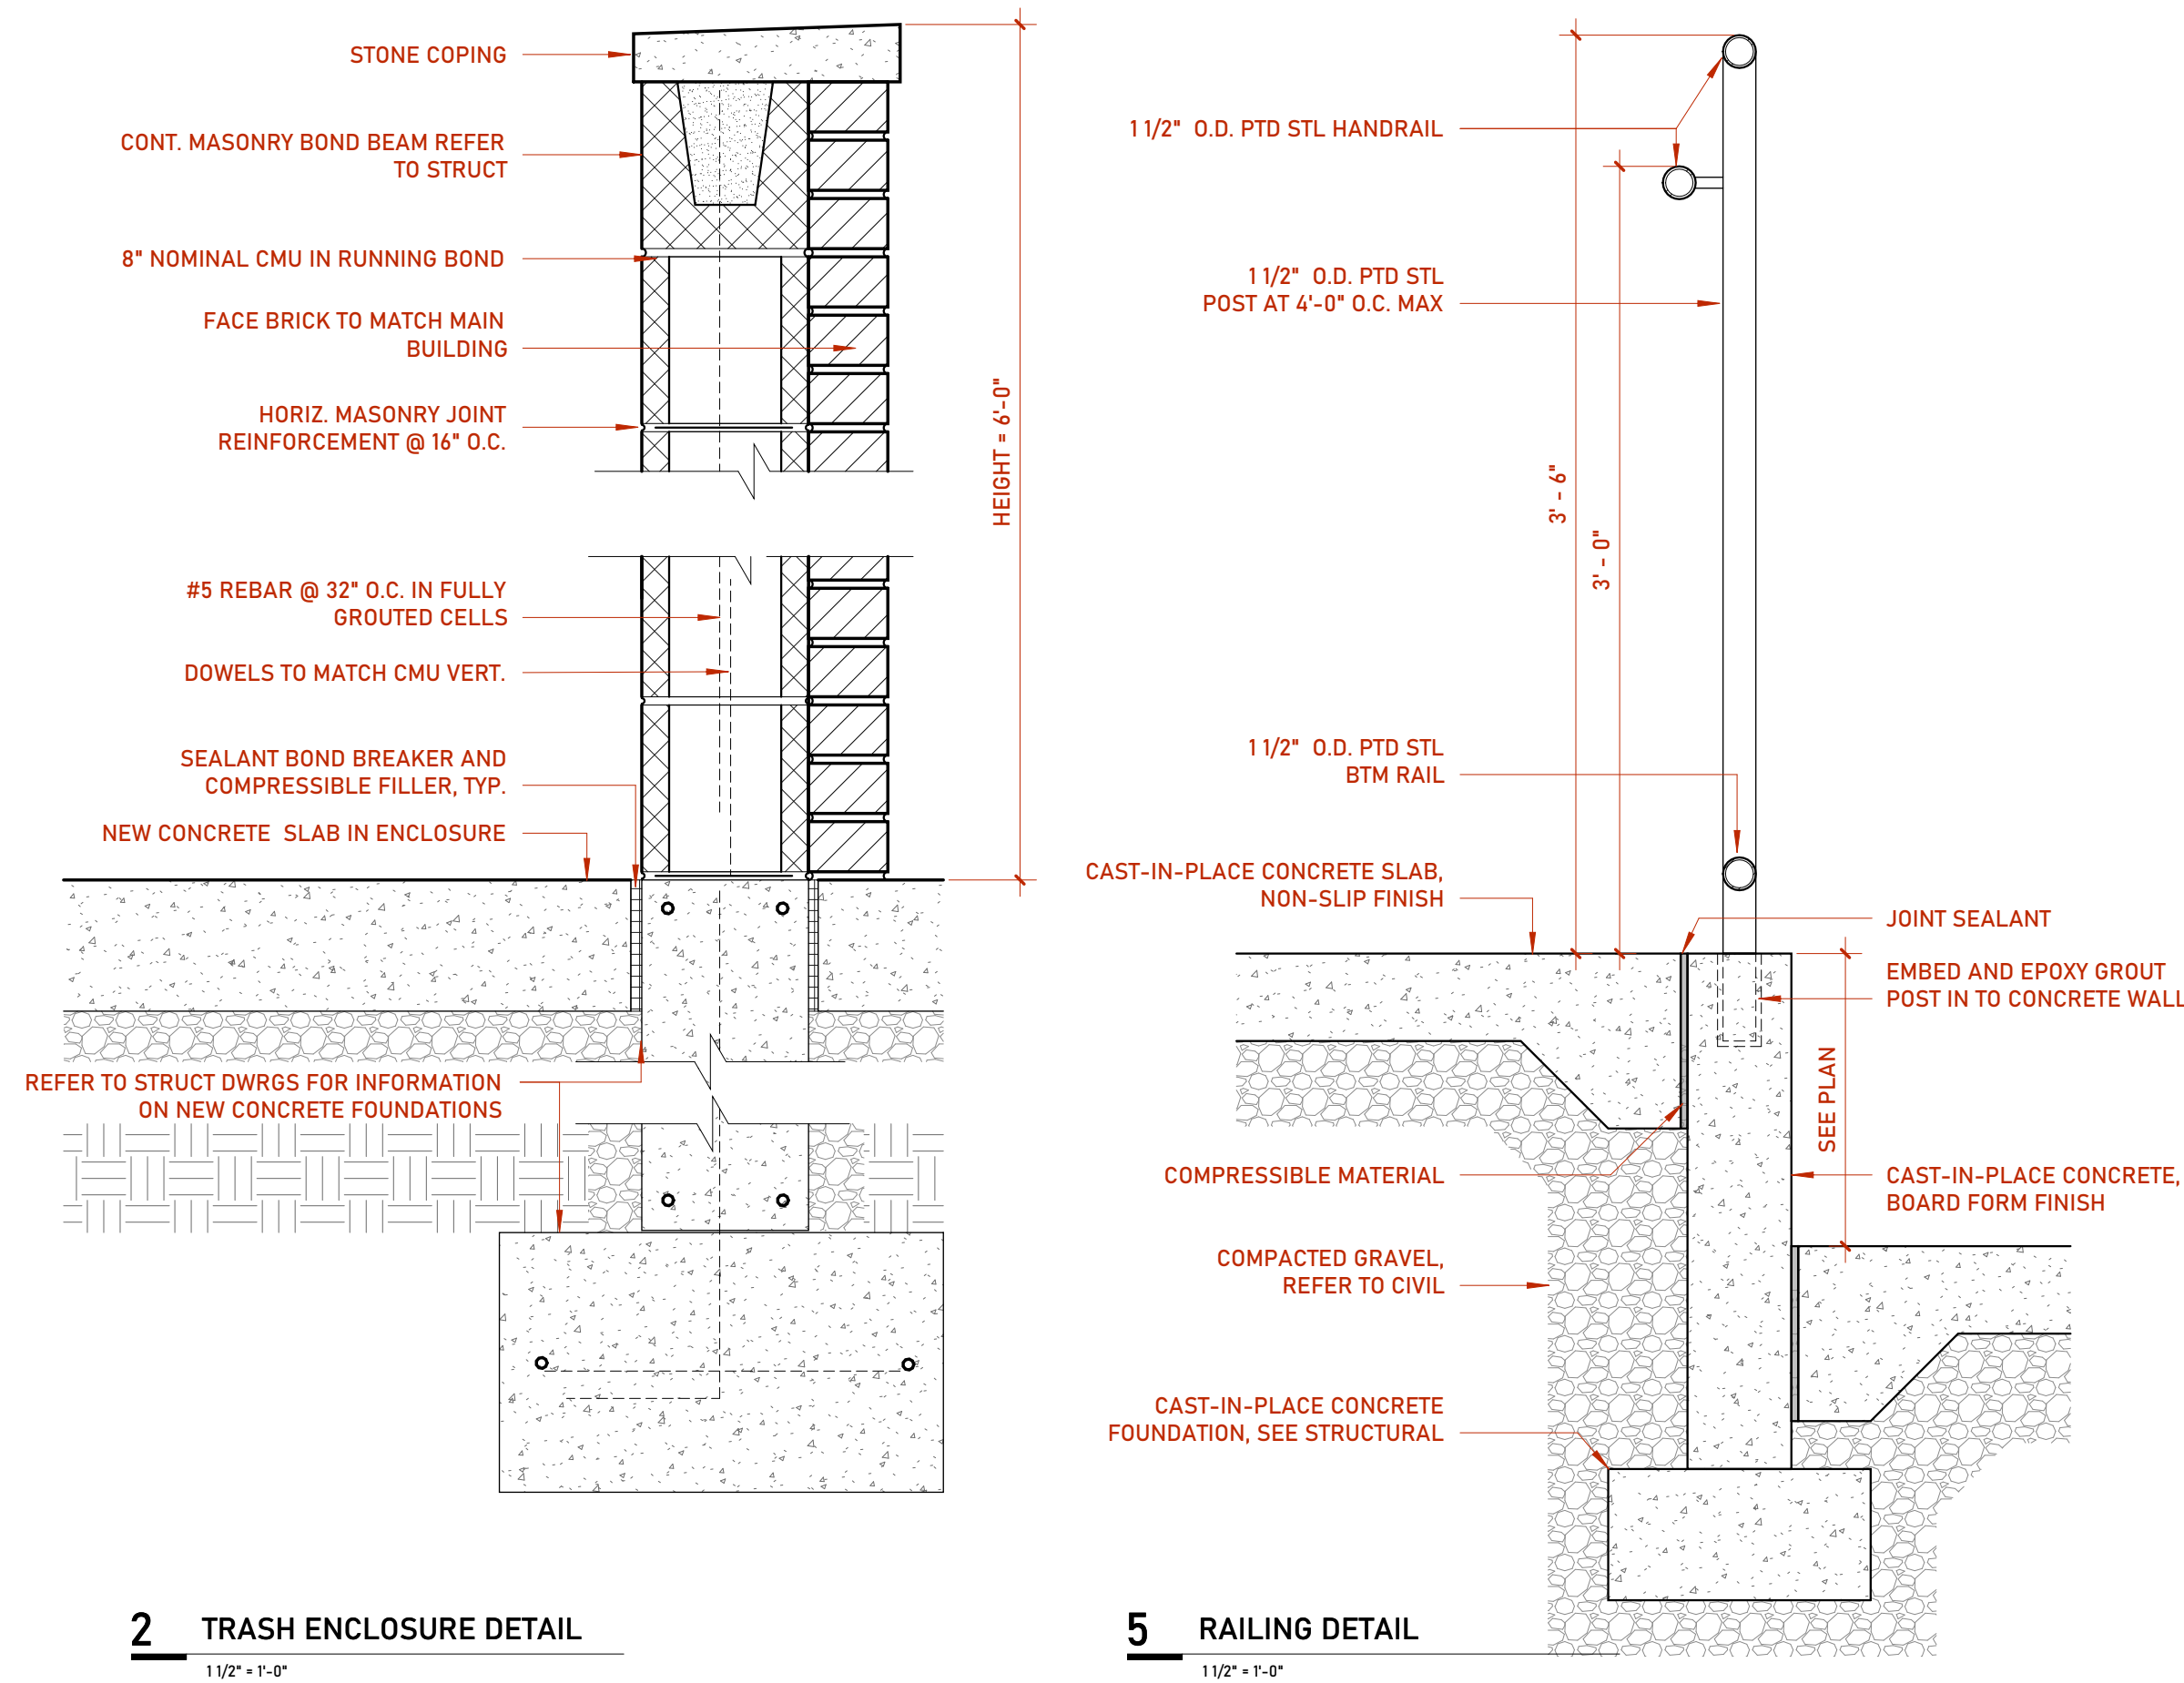 STONE COPING
CONT. MASONRY BOND BEAM REFER
TO STRUCT
8" NOMINAL CMU IN RUNNING BOND
FACE BRICK TO MATCH MAIN
BUILDING
HORIZ. MASONRY JOINT
REINFORCEMENT @ 16" O.C.
#5 REBAR @ 32" O.C. IN FULLY
GROUTED CELLS
DOWELS TO MATCH CMU VERT.
SEALANT BOND BREAKER AND
COMPRESSIBLE FILLER, TYP.
NEW CONCRETE SLAB IN ENCLOSURE
REFER TO STRUCT DWRGS FOR INFORMATION
ON NEW CONCRETE FOUNDATIONS
HEIGHT = 6'-0"
2 TRASH ENCLOSURE DETAIL
1 1/2" = 1'-0"
1 1/2" O.D. PTD STL HANDRAIL
1 1/2" O.D. PTD STL
POST AT 4'-0" O.C. MAX
3' - 6"
3' - 0"
1 1/2" O.D. PTD STL
BTM RAIL
CAST-IN-PLACE CONCRETE SLAB,
NON-SLIP FINISH
JOINT SEALANT
EMBED AND EPOXY GROUT
POST IN TO CONCRETE WALL
SEE PLAN
COMPRESSIBLE MATERIAL
CAST-IN-PLACE CONCRETE,
BOARD FORM FINISH
COMPACTED GRAVEL,
REFER TO CIVIL
CAST-IN-PLACE CONCRETE
FOUNDATION, SEE STRUCTURAL
5 RAILING DETAIL
1 1/2" = 1'-0"